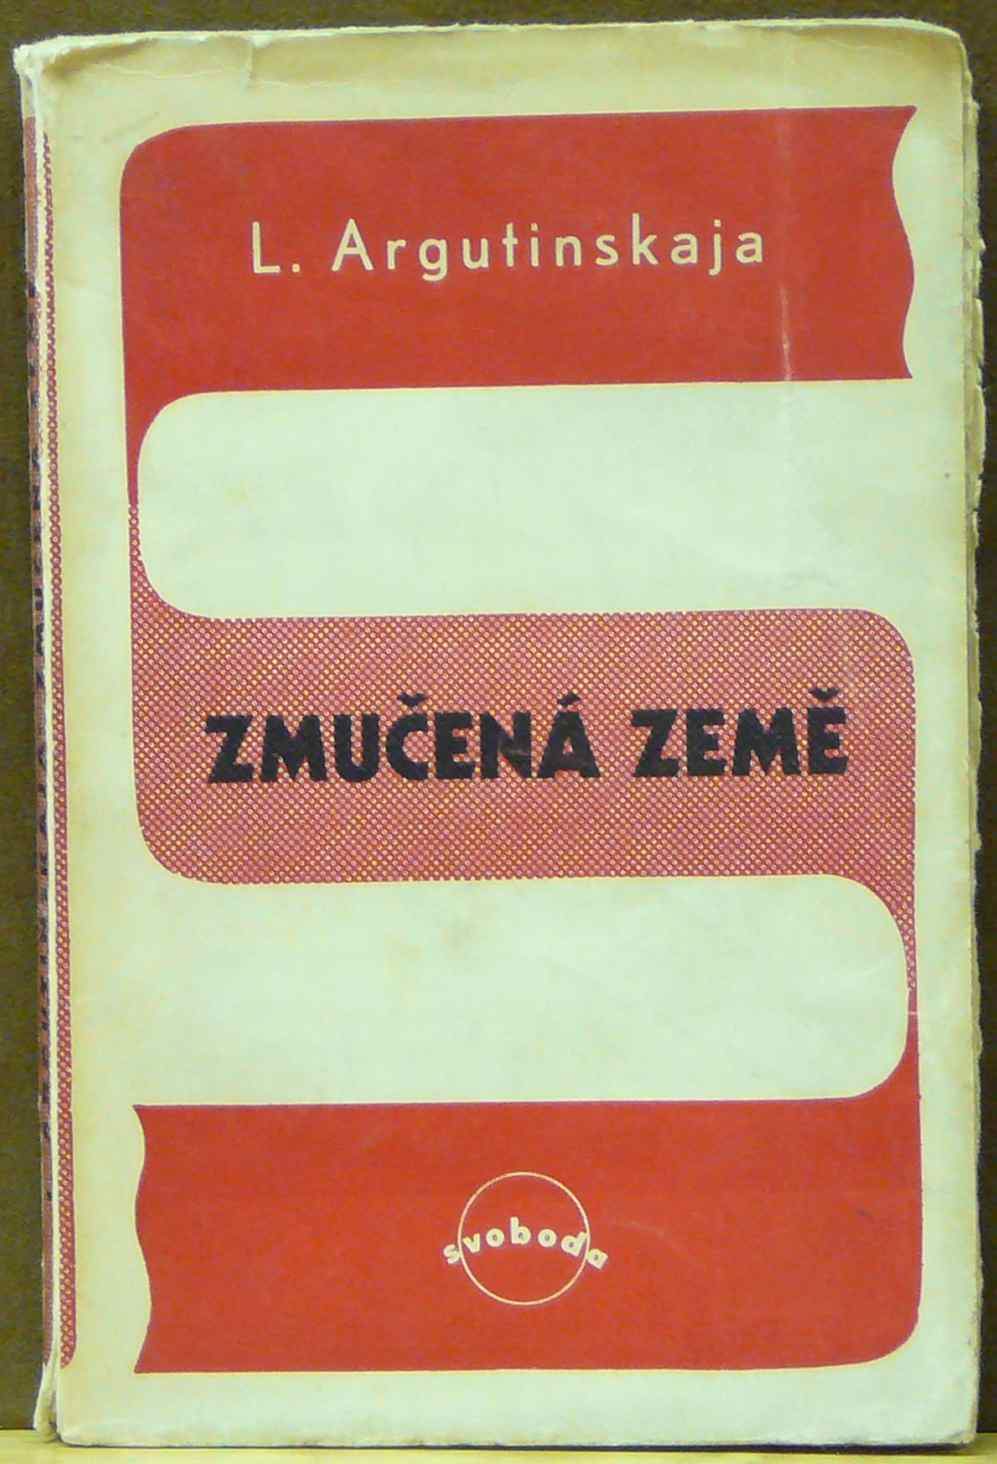 L. Argutinskaja
ZMUČENÁ ZEMĚ
svoboda